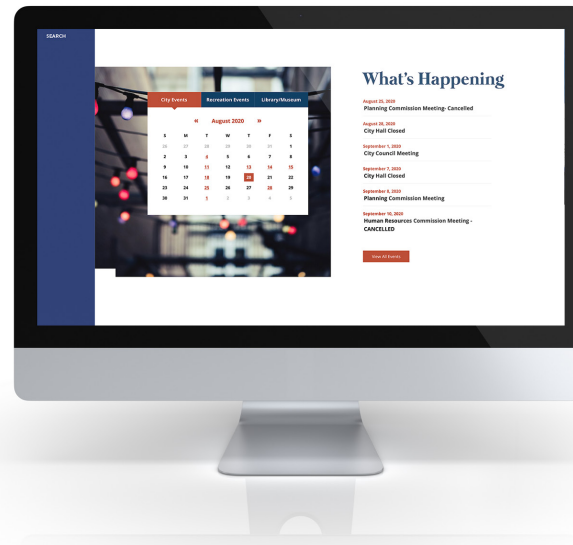 SEARCH
City Events Recreation Events Library/Museum
« August 2020 »
S M T W T F S
26 27 28 29 30 31 1
2 3 4 5 6 7 8
9 10 11 12 13 14 15
16 17 18 19 20 21 22
23 24 25 26 27 28 29
30 31 1 2 3 4 5
What's Happening
August 25, 2020
Planning Commission Meeting- Cancelled
August 28, 2020
City Hall Closed
September 1, 2020
City Council Meeting
September 7, 2020
City Hall Closed
September 8, 2020
Planning Commission Meeting
September 10, 2020
Human Resources Commission Meeting -
CANCELLED
View All Events